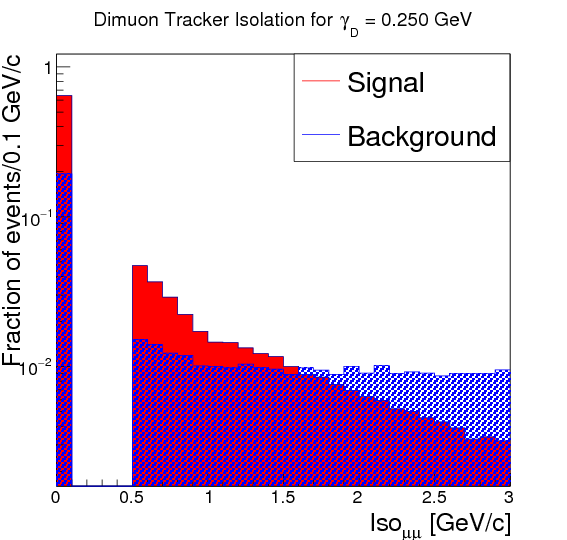 Dimuon Tracker Isolation for γ_D = 0.250 GeV
Fraction of events/0.1 GeV/c
1
10⁻¹
10⁻²
Signal
Background
0 0.5 1 1.5 2 2.5 3
Iso_μμ [GeV/c]